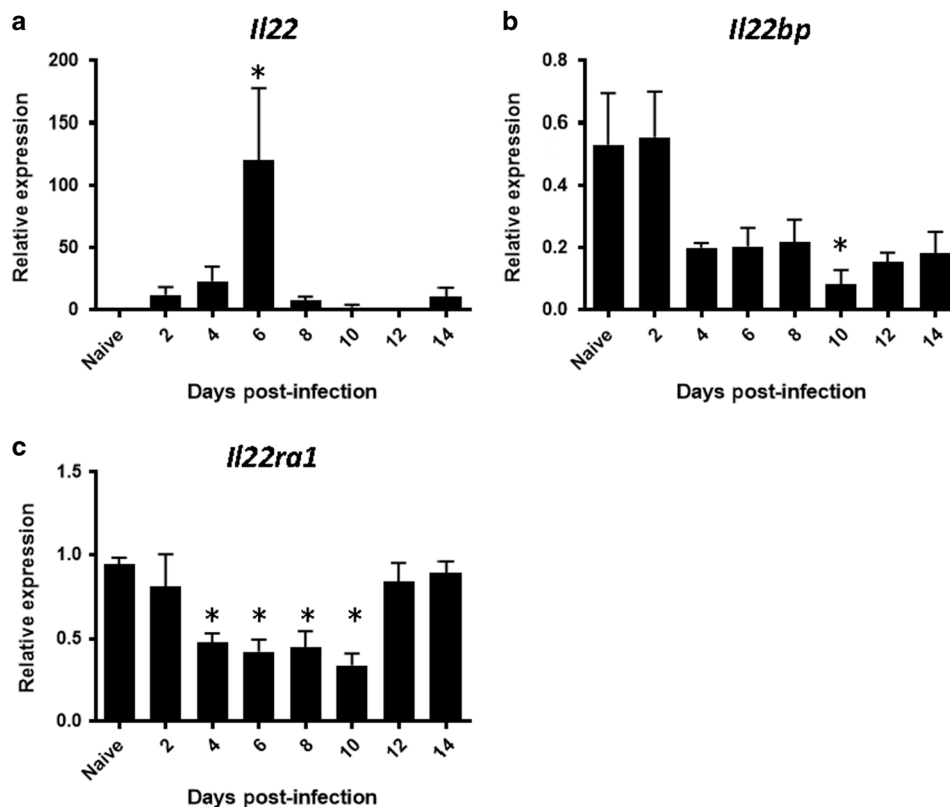 a
Il22
200
150
100
50
0
Relative expression
*
Naive 2 4 6 8 10 12 14
Days post-infection
b
Il22bp
0.8
0.6
0.4
0.2
0.0
Relative expression
*
Naive 2 4 6 8 10 12 14
Days post-infection
c
Il22ra1
1.5
1.0
0.5
0.0
Relative expression
* * * *
Naive 2 4 6 8 10 12 14
Days post-infection